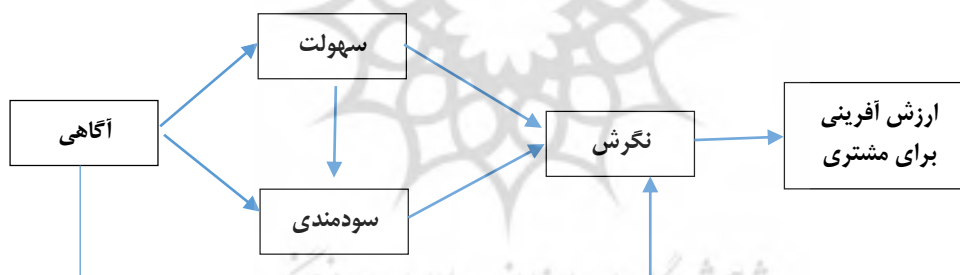 سهولت
آگاهی
نگرش
ارزش آفرینی
برای مشتری
سودمندی